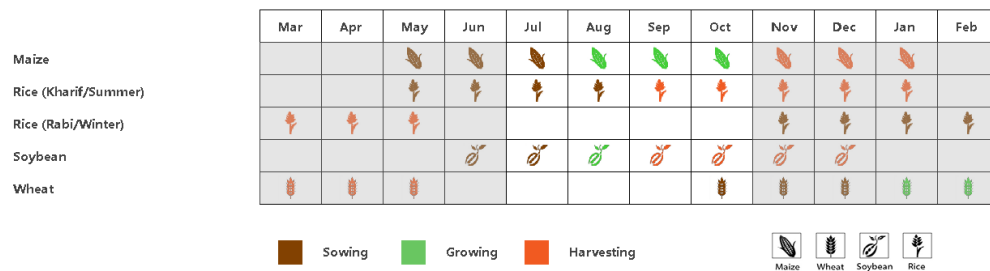 Mar Apr May Jun Jul Aug Sep Oct Nov Dec Jan Feb
Maize
Rice (Kharif/Summer)
Rice (Rabi/Winter)
Soybean
Wheat
Sowing Growing Harvesting
Maize Wheat Soybean Rice